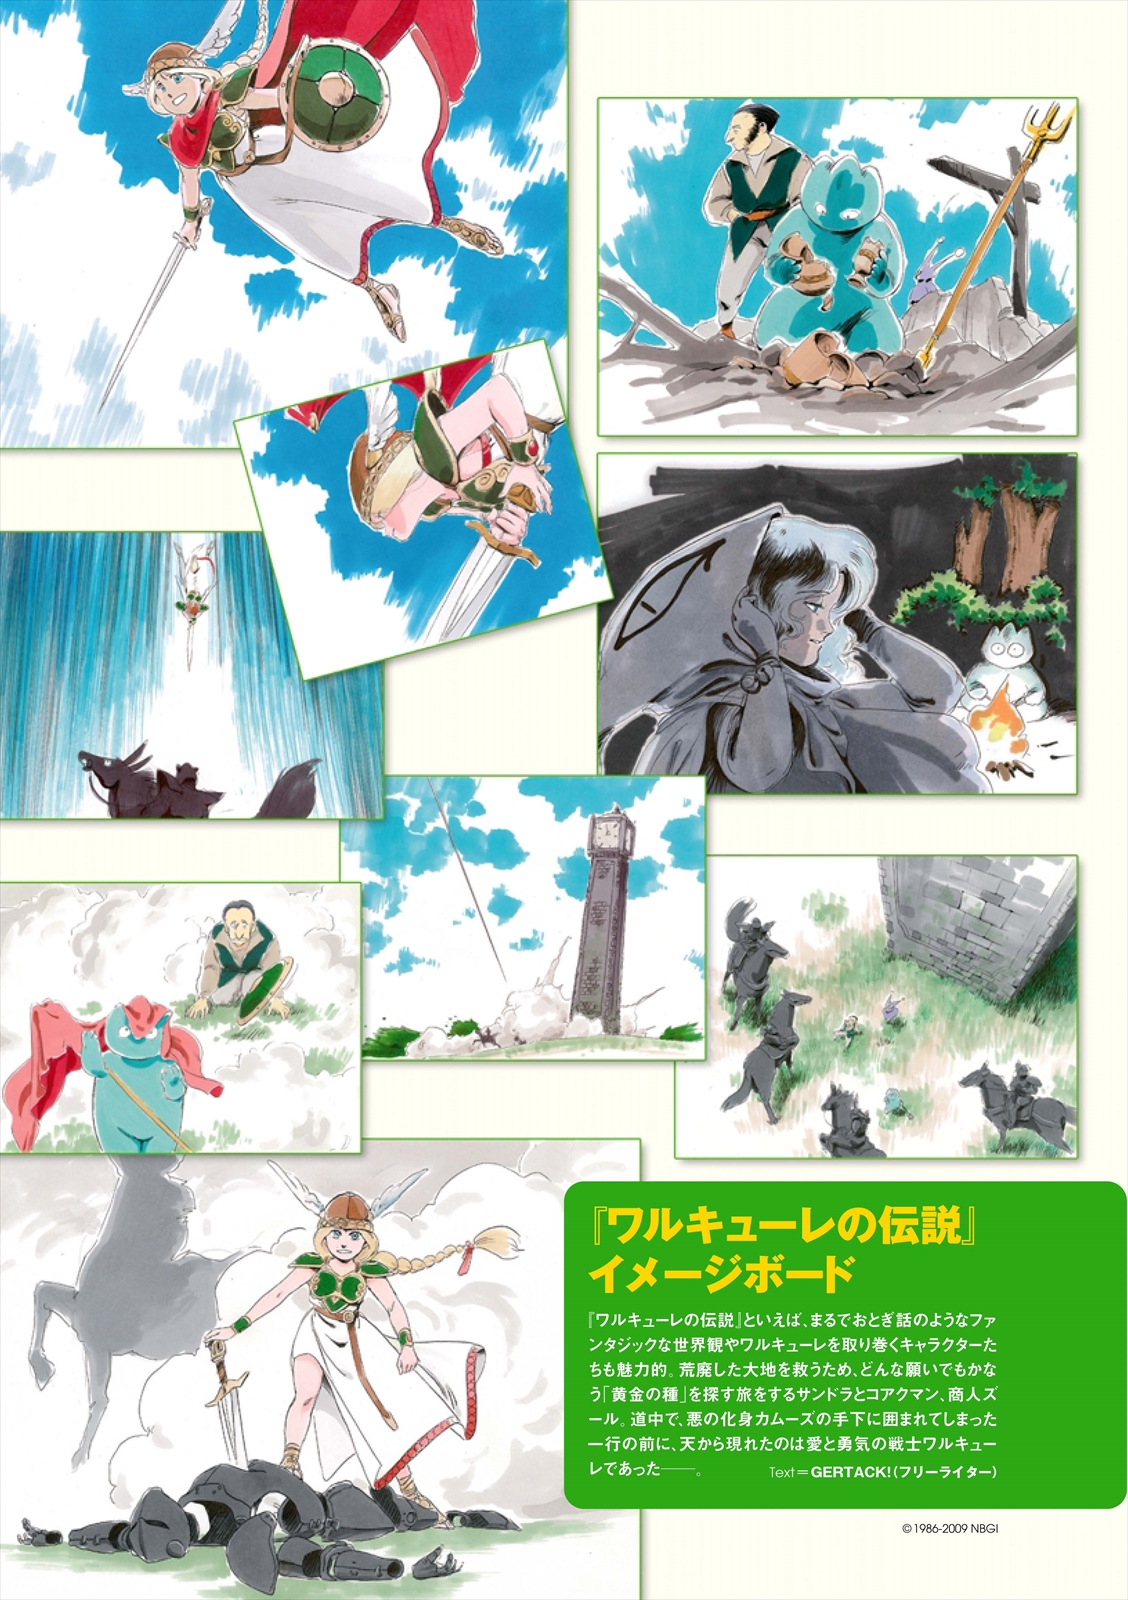 『ワルキューレの伝説』
イメージボード
『ワルキューレの伝説』といえば、まるでおとぎ話のようなファ
ンタジックな世界観やワルキューレを取り巻くキャラクターた
ちも魅力的。荒廃した大地を救うため、どんな願いでもかな
う「黄金の種」を探す旅をするサンドラとコアクマン、商人ズ
ール。道中で、悪の化身カムーズの手下に囲まれてしまった
一行の前に、天から現れたのは愛と勇気の戦士ワルキュー
レであった——。
Text＝GERTACK!（フリーライター）
©1986-2009 NBGI